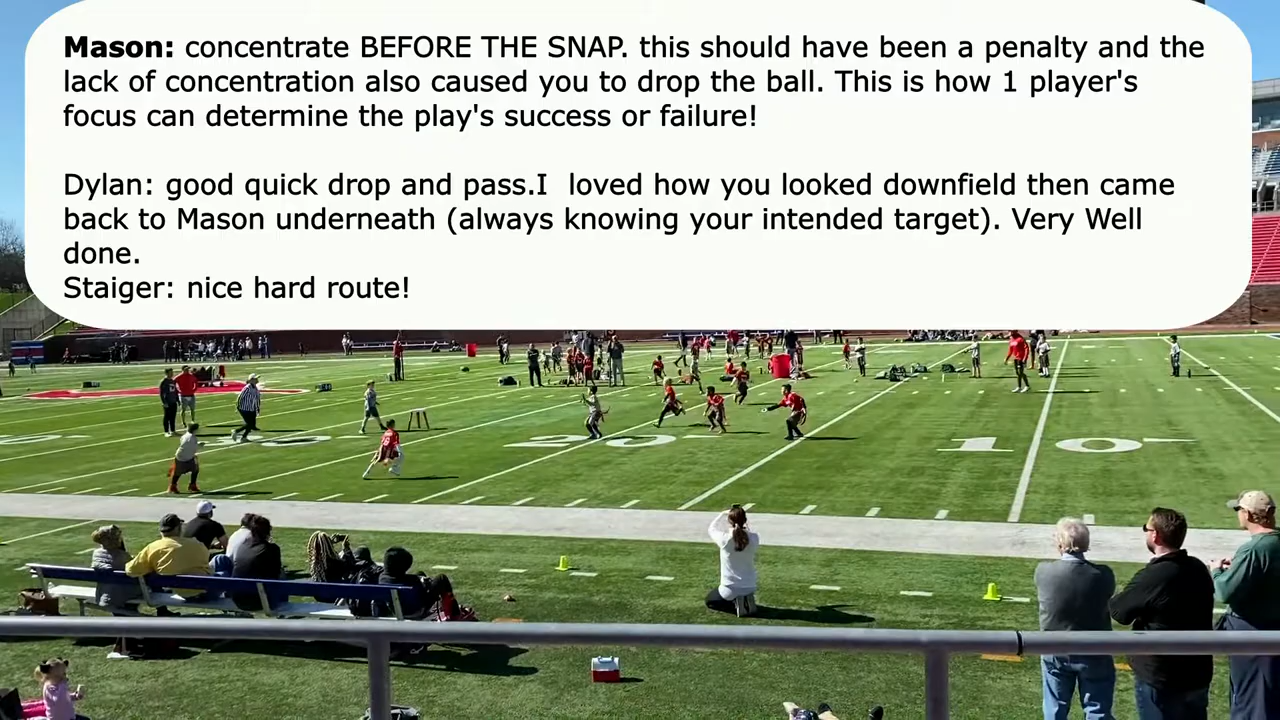 Mason: concentrate BEFORE THE SNAP. this should have been a penalty and the
lack of concentration also caused you to drop the ball. This is how 1 player's
focus can determine the play's success or failure!
Dylan: good quick drop and pass.I  loved how you looked downfield then came
back to Mason underneath (always knowing your intended target). Very Well
done.
Staiger: nice hard route!
20
10